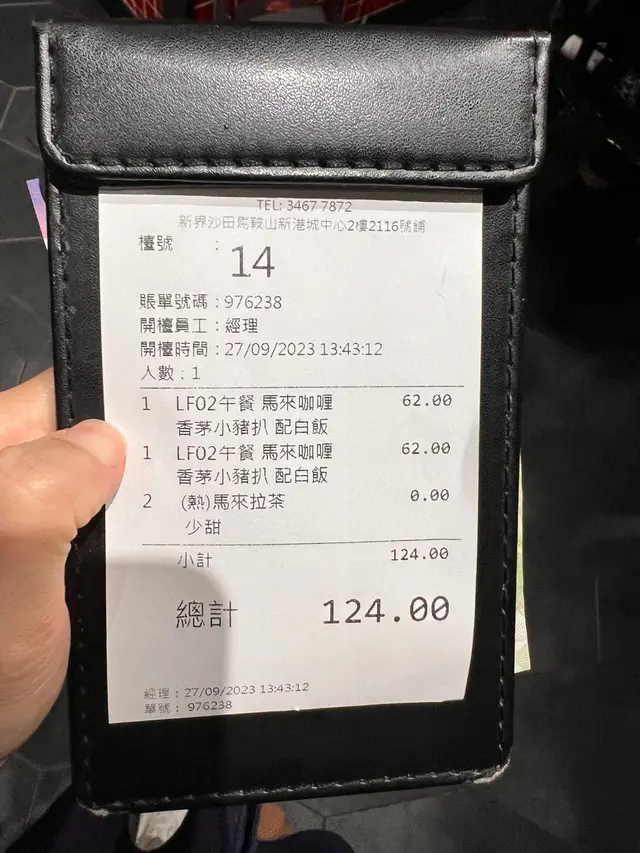 TEL: 3467 7872
新界沙田馬鞍山新港城中心2樓2116號舖
檯號 : 14
賬單號碼 : 976238
開檯員工 : 經理
開檯時間 : 27/09/2023 13:43:12
人數 : 1
1 LF02午餐 馬來咖喱 62.00
香茅小豬扒 配白飯
1 LF02午餐 馬來咖喱 62.00
香茅小豬扒 配白飯
2 (熱)馬來拉茶 0.00
少甜
小計 124.00
總計 124.00
經理 : 27/09/2023 13:43:12
單號 : 976238